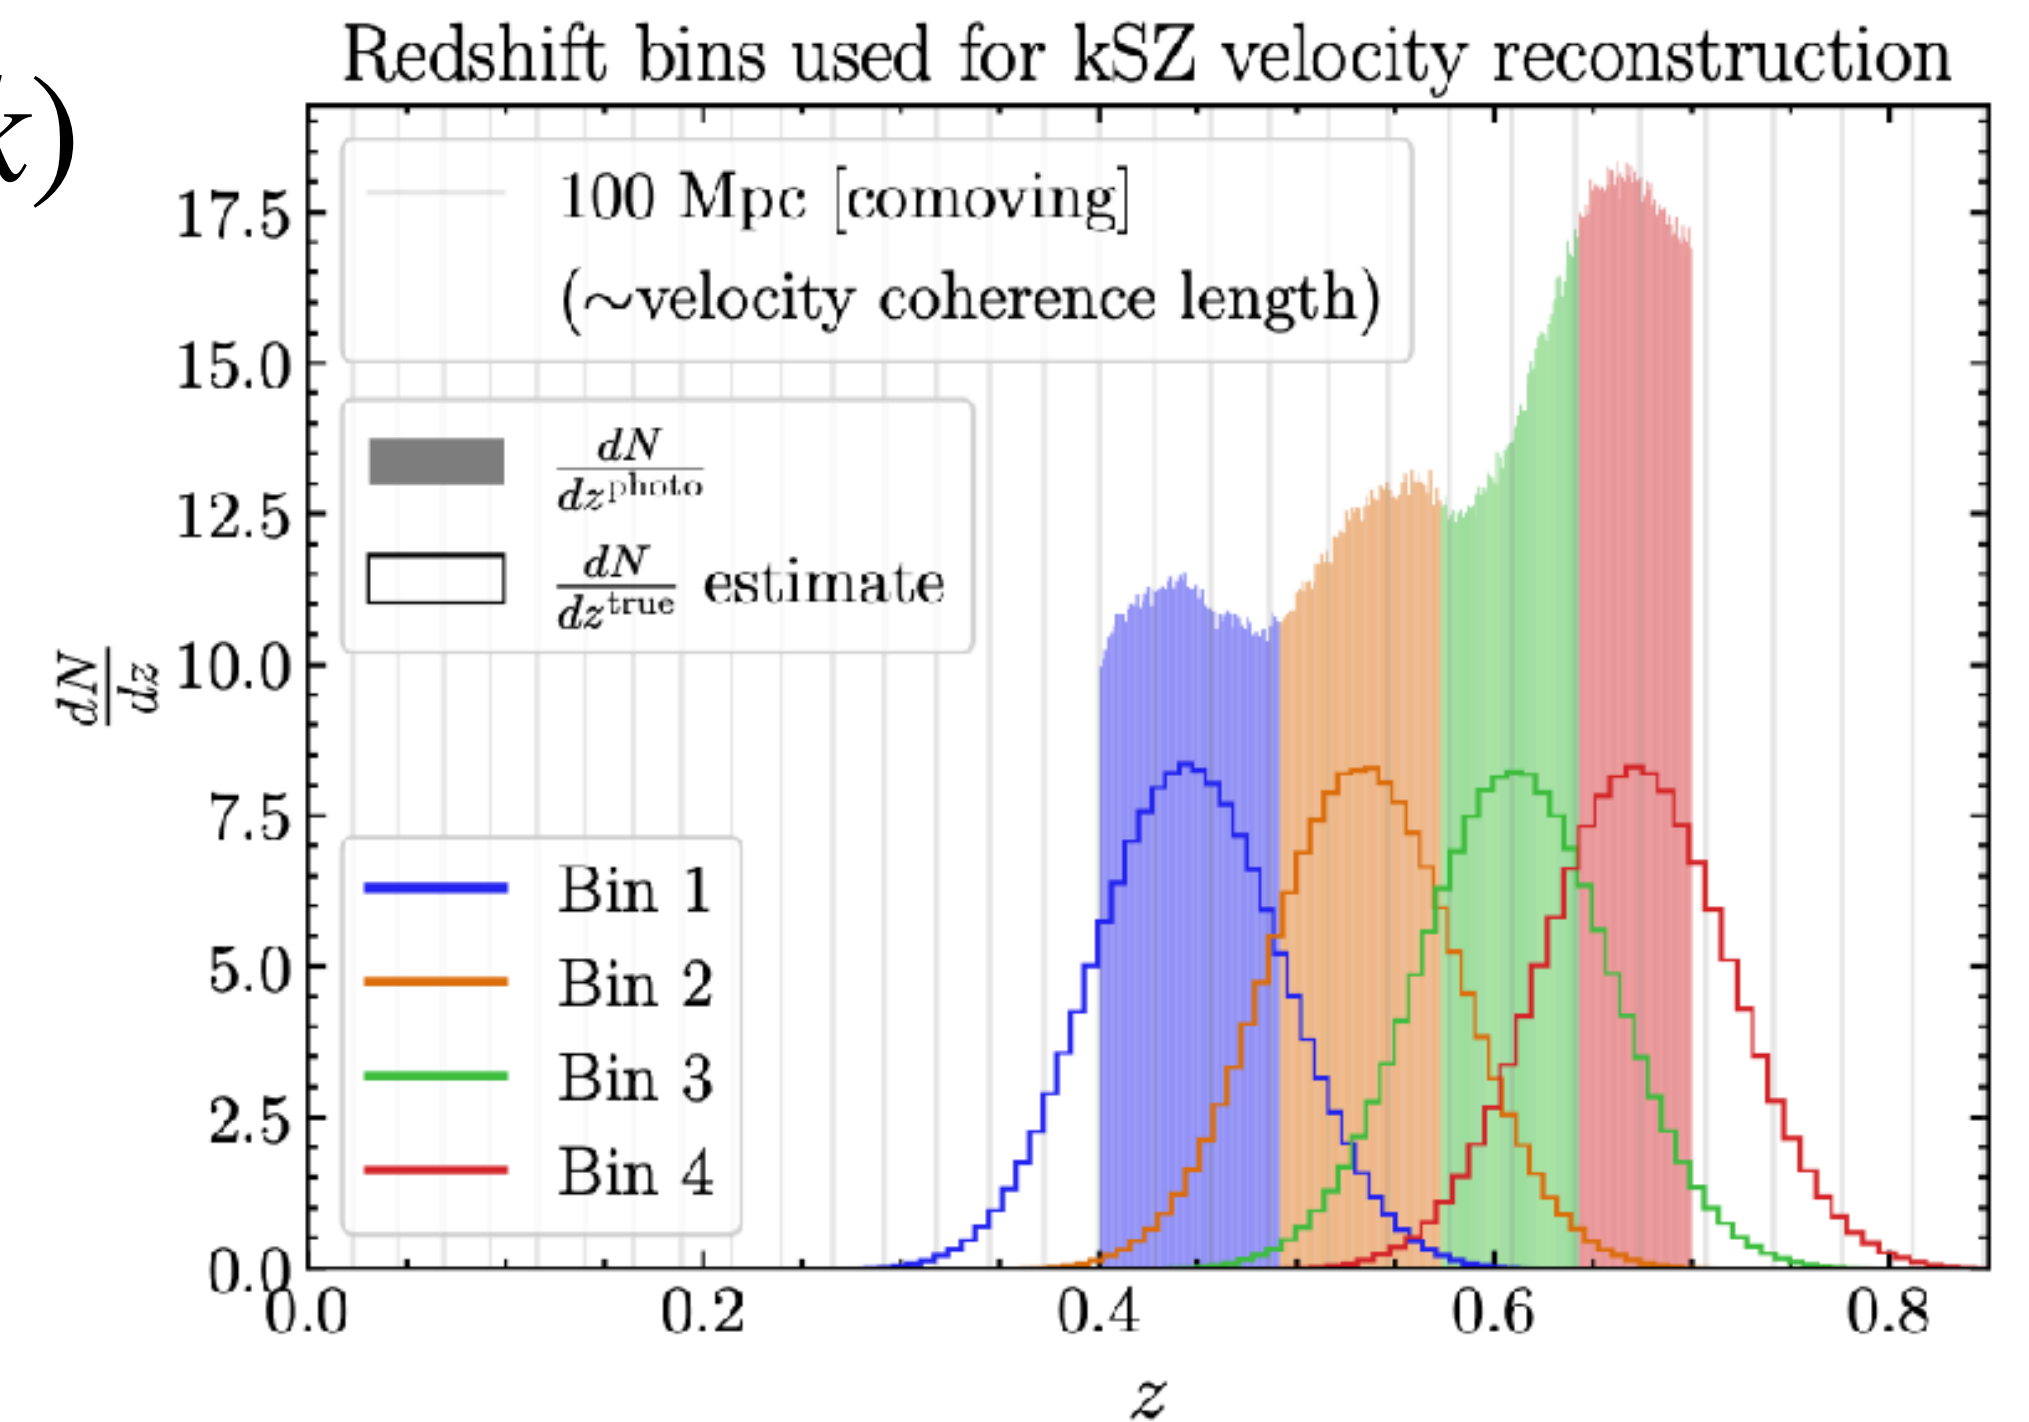 Redshift bins used for kSZ velocity reconstruction
)
100 Mpc [comoving]
(~velocity coherence length)
dN
dz^photo
dN
dz^true estimate
Bin 1
Bin 2
Bin 3
Bin 4
dN
dz
17.5
15.0
12.5
10.0
7.5
5.0
2.5
0.0
0.0 0.2 0.4 0.6 0.8
z